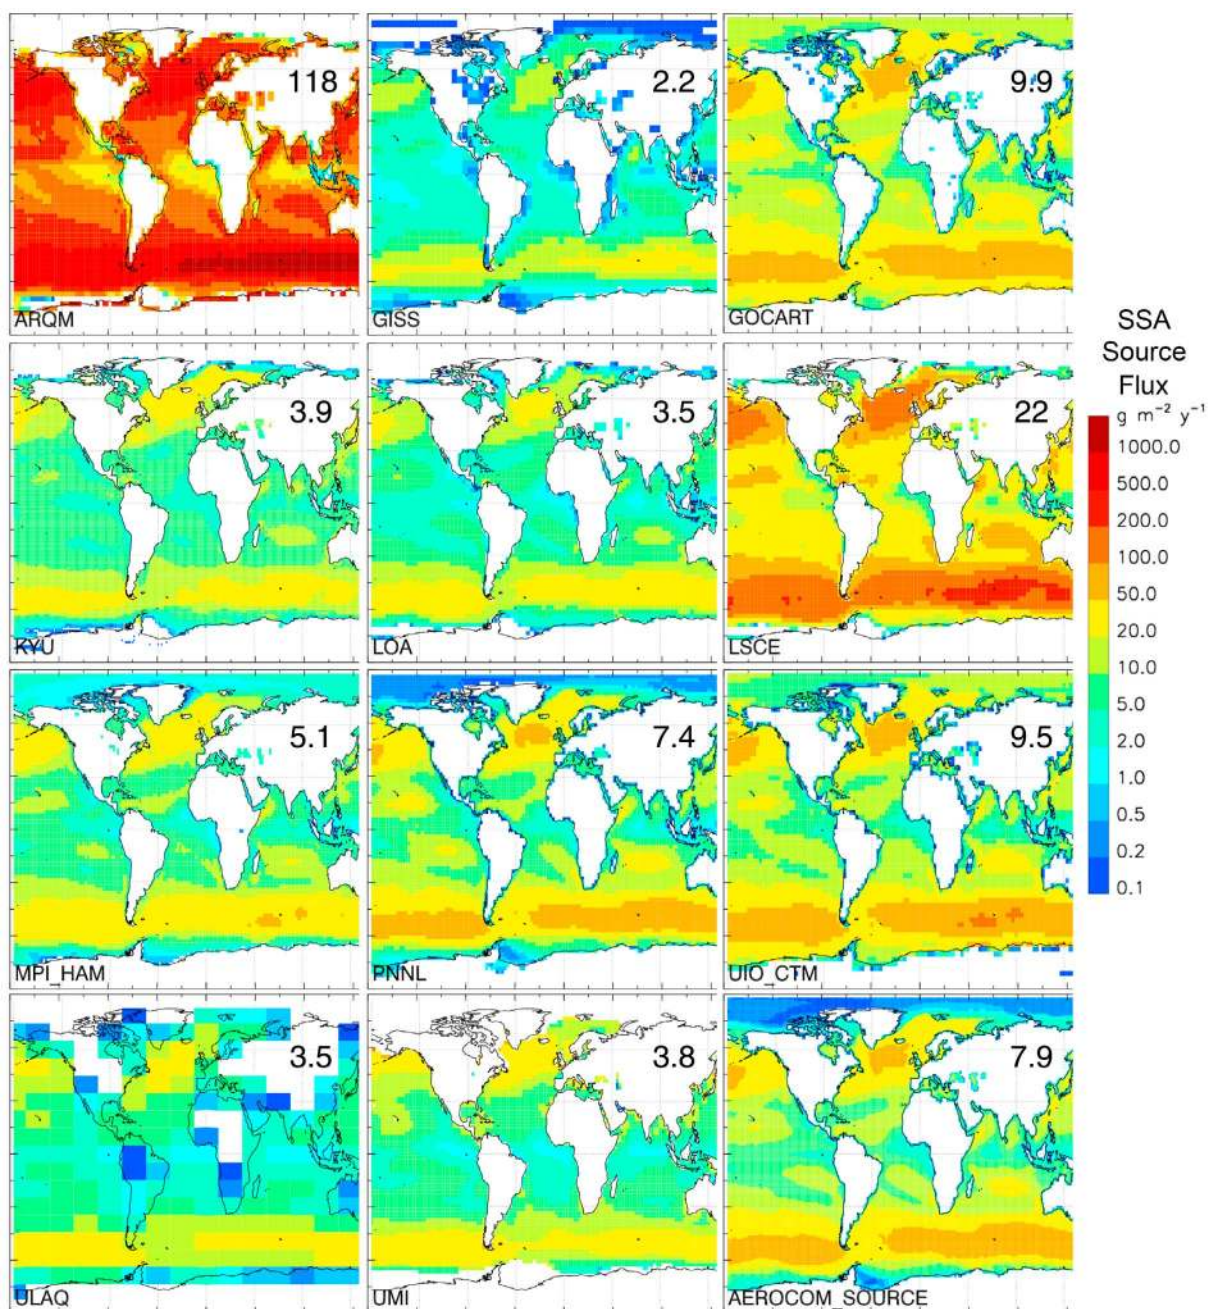 118
ARQM
2.2
GISS
9.9
GOCART
3.9
KYU
3.5
LOA
22
LSCE
5.1
MPI_HAM
7.4
PNNL
9.5
UIO_CTM
3.5
ULAQ
3.8
UMI
7.9
AEROCOM_SOURCE
SSA
Source
Flux
g m⁻² y⁻¹
1000.0
500.0
200.0
100.0
50.0
20.0
10.0
5.0
2.0
1.0
0.5
0.2
0.1